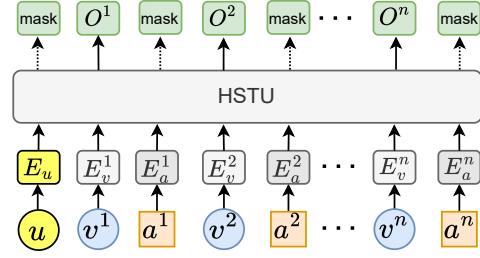 mask O^1 mask O^2 mask ··· O^n mask
HSTU
E_u E_v^1 E_a^1 E_v^2 E_a^2 ··· E_v^n E_a^n
u v^1 a^1 v^2 a^2 ··· v^n a^n